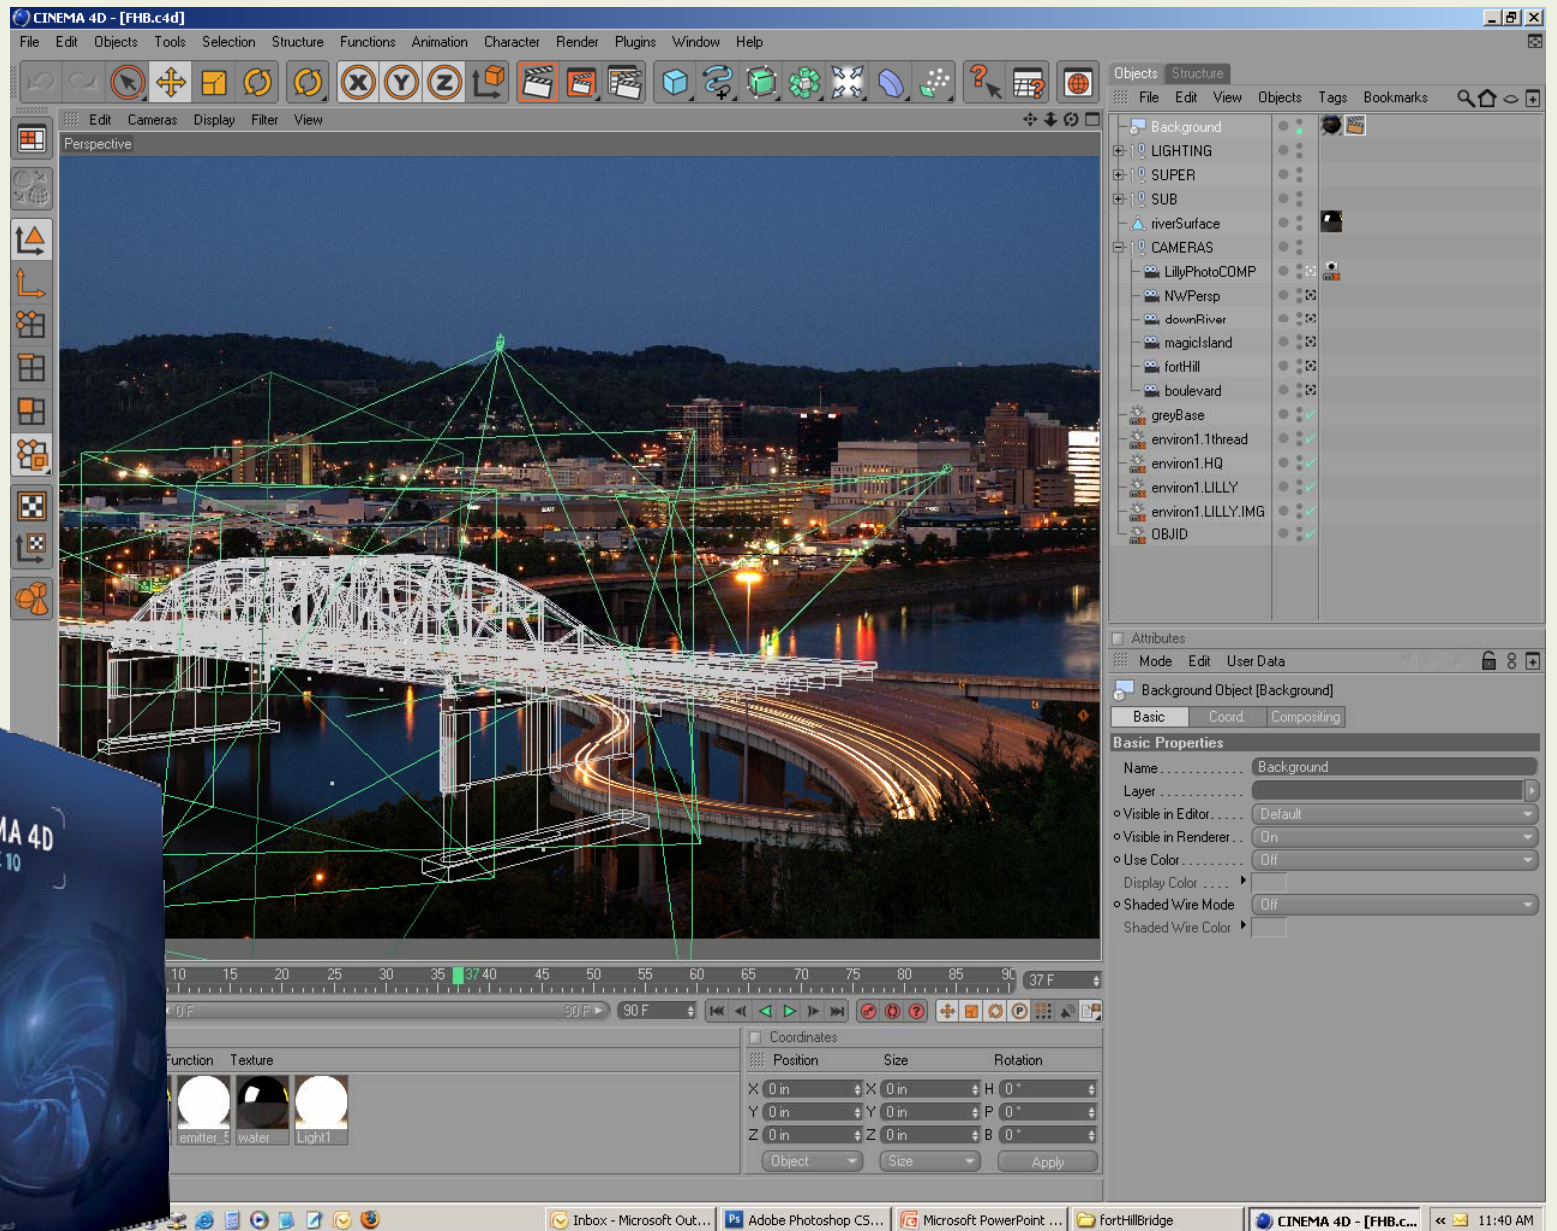 CINEMA 4D - [FHB.c4d]
File Edit Objects Tools Selection Structure Functions Animation Character Render Plugins Window Help
X Y Z
Edit Cameras Display Filter View
Perspective
Objects Structure
File Edit View Objects Tags Bookmarks
Background
LIGHTING
SUPER
SUB
riverSurface
CAMERAS
LillyPhotoCOMP
NWPersp
downRiver
magicIsland
fortHill
boulevard
greyBase
environ1.1thread
environ1.HQ
environ1.LILLY
environ1.LILLY.IMG
OBJID
Attributes
Mode Edit User Data
Background Object [Background]
Basic Coord. Compositing
Basic Properties
Name . . . . . . . . . . . . Background
Layer . . . . . . . . . . . .
Visible in Editor. . . . . Default
Visible in Renderer . . On
Use Color. . . . . . . . . Off
Display Color . . . .
Shaded Wire Mode Off
Shaded Wire Color
MA 4D
10
10 15 20 25 30 35 37 40 45 50 55 60 65 70 75 80 85 90 37 F
0 F 90 F 90 F
Function Texture
emitter_5 water Light1
Coordinates
Position Size Rotation
X 0 in X 0 in H 0 °
Y 0 in Y 0 in P 0 °
Z 0 in Z 0 in B 0 °
Object Size Apply
Inbox - Microsoft Out... Adobe Photoshop CS... Microsoft PowerPoint ... fortHillBridge CINEMA 4D - [FHB.c... 11:40 AM